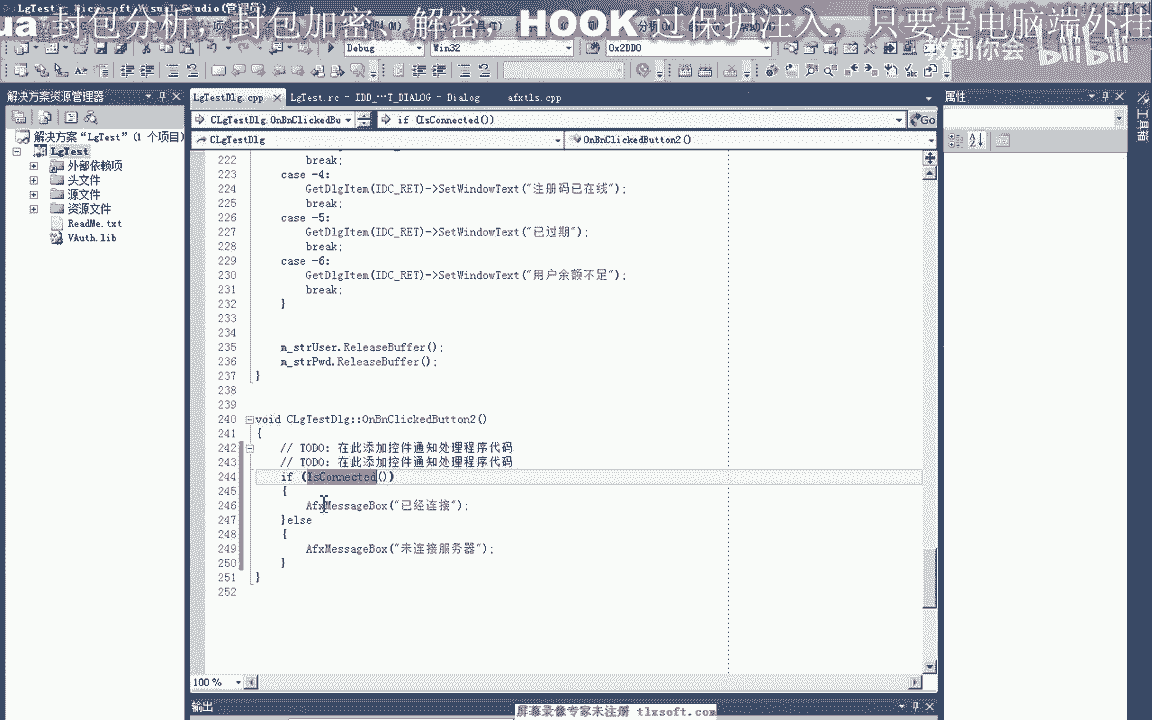 LgTest - Microsoft Visual Studio(管理员)
ua 封包分析，封包加密、解密， HOOK 过保护注入，只要是电脑端外挂
教到你会 bilibili
Debug Win32 0x2DD0
解决方案资源管理器
LgTestDlg.cpp LgTest.rc - IDD_…T_DIALOG - Dialog afxtls.cpp
属性
工具箱
CLgTestDlg.OnBnClickedBu if (IsConnected()) Go
CLgTestDlg OnBnClickedButton2()
解决方案“LgTest”(1 个项目)
LgTest
外部依赖项
头文件
源文件
资源文件
ReadMe.txt
VAuth.lib
222 break;
223 case -4:
224 GetDlgItem(IDC_RET)->SetWindowText("注册码已在线");
225 break;
226 case -5:
227 GetDlgItem(IDC_RET)->SetWindowText("已过期");
228 break;
229 case -6:
230 GetDlgItem(IDC_RET)->SetWindowText("用户余额不足");
231 break;
232 }
233
234
235 m_strUser.ReleaseBuffer();
236 m_strPwd.ReleaseBuffer();
237 }
238
239
240 void CLgTestDlg::OnBnClickedButton2()
241 {
242 // TODO: 在此添加控件通知处理程序代码
243 // TODO: 在此添加控件通知处理程序代码
244 if (IsConnected())
245 {
246 AfxMessageBox("已经连接");
247 }else
248 {
249 AfxMessageBox("未连接服务器");
250 }
251 }
252
100 %
输出
屏幕录像专家未注册 tlxsoft.com